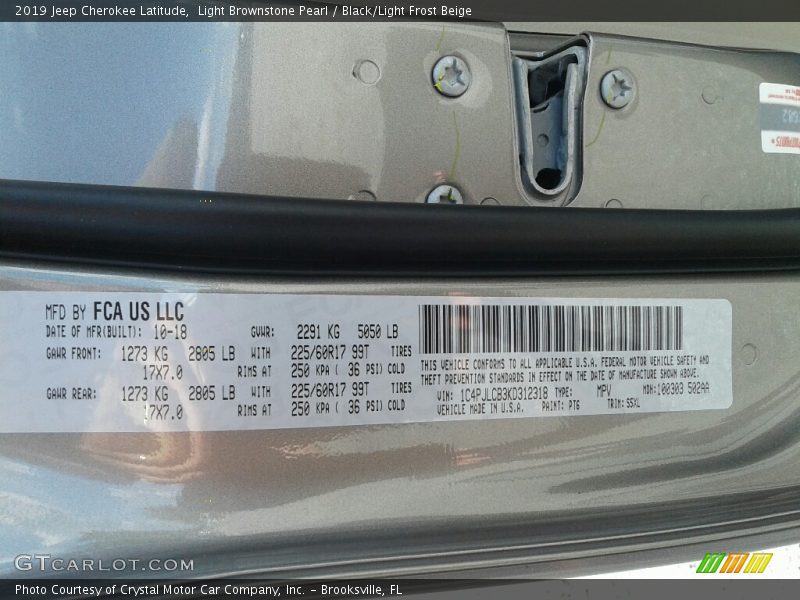 2019 Jeep Cherokee Latitude,  Light Brownstone Pearl / Black/Light Frost Beige
MFD BY FCA US LLC
DATE OF MFR(BUILT): 10-18 GVWR: 2291 KG 5050 LB
GAWR FRONT: 1273 KG 2805 LB WITH 225/60R17 99T TIRES
17X7.0 RIMS AT 250 KPA ( 36 PSI) COLD
GAWR REAR: 1273 KG 2805 LB WITH 225/60R17 99T TIRES
17X7.0 RIMS AT 250 KPA ( 36 PSI) COLD
THIS VEHICLE CONFORMS TO ALL APPLICABLE U.S.A. FEDERAL MOTOR VEHICLE SAFETY AND
THEFT PREVENTION STANDARDS IN EFFECT ON THE DATE OF MANUFACTURE SHOWN ABOVE.
VIN: 1C4PJLCB3KD312318 TYPE: MPV MDH:100303 502AA
VEHICLE MADE IN U.S.A. PAINT: PTG TRIM: S5XL
GTCARLOT.COM
Photo Courtesy of Crystal Motor Car Company, Inc. – Brooksville, FL